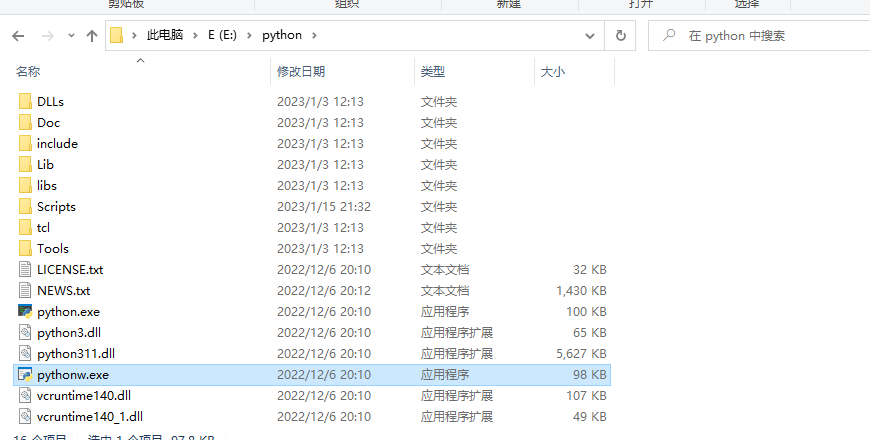 剪贴板 组织 新建 打开 选择
此电脑 > E (E:) > python > 在 python 中搜索
名称 修改日期 类型 大小
DLLs 2023/1/3 12:13 文件夹
Doc 2023/1/3 12:13 文件夹
include 2023/1/3 12:13 文件夹
Lib 2023/1/3 12:13 文件夹
libs 2023/1/3 12:13 文件夹
Scripts 2023/1/15 21:32 文件夹
tcl 2023/1/3 12:13 文件夹
Tools 2023/1/3 12:13 文件夹
LICENSE.txt 2022/12/6 20:10 文本文档 32 KB
NEWS.txt 2022/12/6 20:12 文本文档 1,430 KB
python.exe 2022/12/6 20:10 应用程序 100 KB
python3.dll 2022/12/6 20:10 应用程序扩展 65 KB
python311.dll 2022/12/6 20:10 应用程序扩展 5,627 KB
pythonw.exe 2022/12/6 20:10 应用程序 98 KB
vcruntime140.dll 2022/12/6 20:10 应用程序扩展 107 KB
vcruntime140_1.dll 2022/12/6 20:10 应用程序扩展 49 KB
16 个项目 选中 1 个项目 97.8 KB